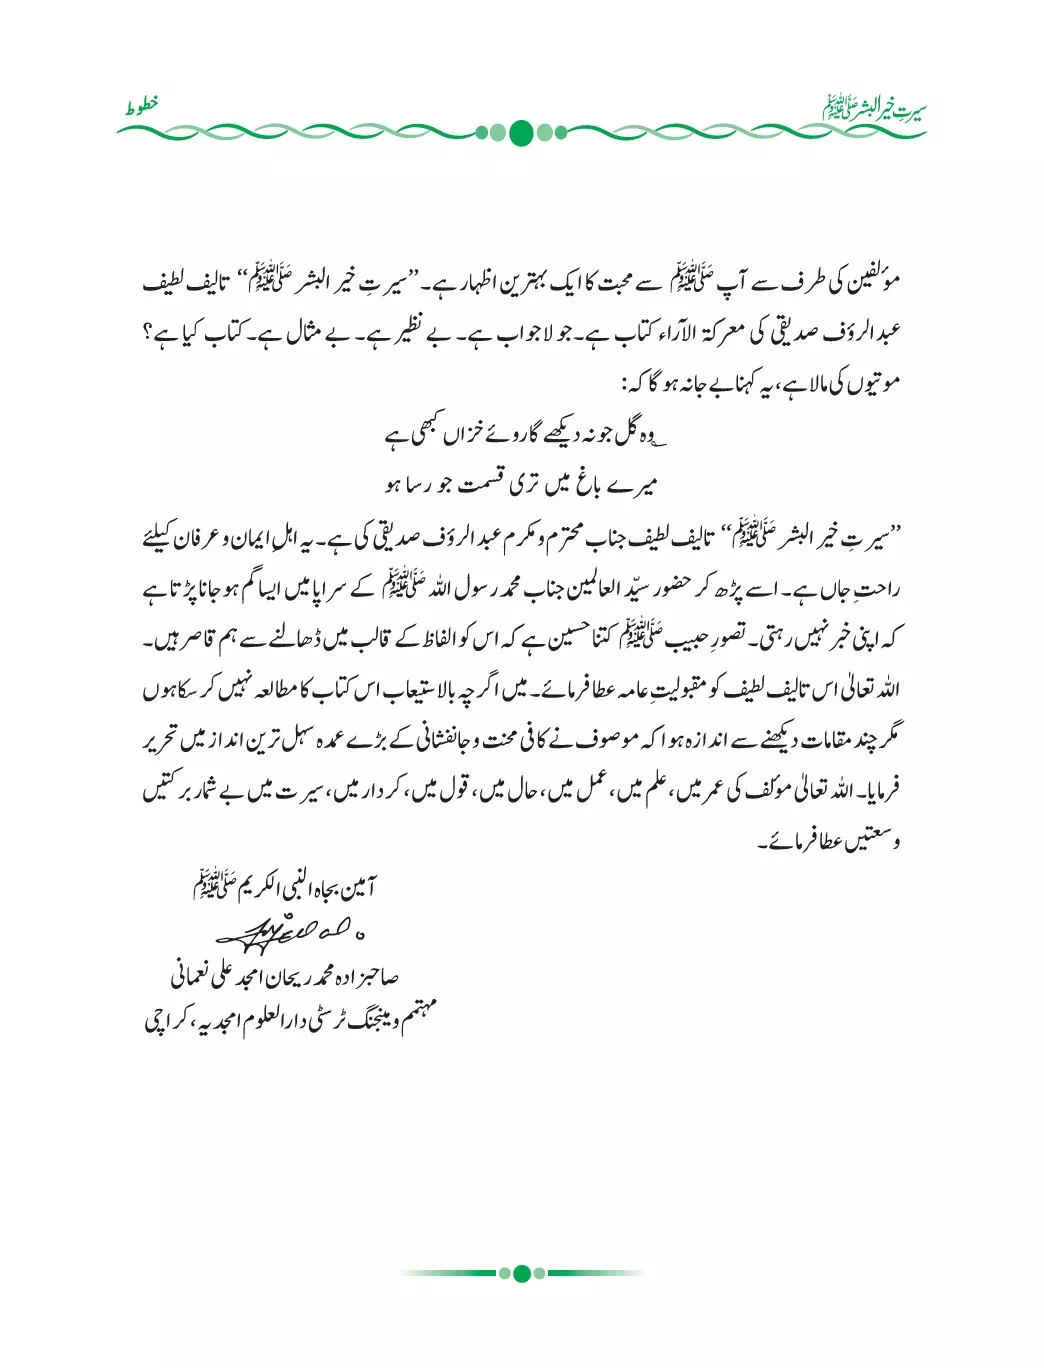 سیرتِ خیر البشر ﷺ
خطوط
مؤلفین کی طرف سے آپ ﷺ سے محبت کا ایک بہترین اظہار ہے۔ ”سیرتِ خیر البشر ﷺ“ تالیف لطیف
عبدالرؤف صدیقی کی معرکۃ الآراء کتاب ہے۔جو لاجواب ہے۔ بے نظیر ہے۔ بے مثال ہے۔ کتاب کیا ہے؟
موتیوں کی مالا ہے، یہ کہنا بے جا نہ ہو گا کہ:
؎وہ گل جو نہ دیکھے گا روئے خزاں کبھی ہے
میرے باغ میں تری قسمت جو رسا ہو
”سیرتِ خیر البشر ﷺ“ تالیف لطیف جناب محترم و مکرم عبدالرؤف صدیقی کی ہے۔ یہ اہلِ ایمان و عرفان کیلئے
راحتِ جاں ہے۔ اسے پڑھ کر حضور سیّد العالمین جناب محمد رسول اللہ ﷺ کے سراپا میں ایسا گم ہو جانا پڑتا ہے
کہ اپنی خبر نہیں رہتی۔ تصورِ حبیب ﷺ کتنا حسین ہے کہ اس کو الفاظ کے قالب میں ڈھالنے سے ہم قاصر ہیں۔
اللہ تعالیٰ اس تالیف لطیف کو مقبولیتِ عامہ عطا فرمائے۔ میں اگرچہ بالاستیعاب اس کتاب کا مطالعہ نہیں کر سکا ہوں
مگر چند مقامات دیکھنے سے اندازہ ہوا کہ موصوف نے کافی محنت و جانفشانی کے بڑے عمدہ سہل ترین انداز میں تحریر
فرمایا۔ اللہ تعالیٰ مؤلف کی عمر میں، علم میں، عمل میں، حال میں، قول میں، کردار میں، سیرت میں بے شمار برکتیں
وسعتیں عطا فرمائے۔
آمین بجاہ النبی الکریم ﷺ
صاحبزادہ محمد ریحان امجد علی نعمانی
مہتمم و مینجنگ ٹرسٹی دارالعلوم امجدیہ، کراچی